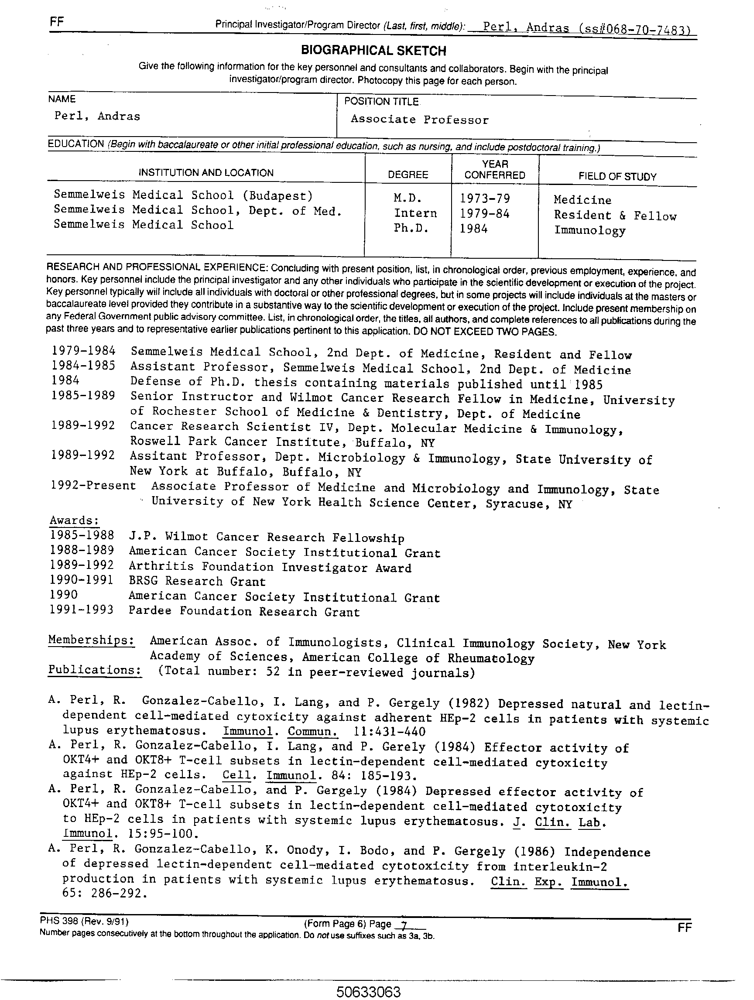 FF
Principal Investigator/Program Director (Last, first, middle): Perl, Andras (ss#[redacted])
BIOGRAPHICAL SKETCH
Give the following information for the key personnel and consultants and collaborators. Begin with the principal
investigator/program director. Photocopy this page for each person.
NAME
POSITION TITLE
Perl, Andras
Associate Professor
EDUCATION (Begin with baccalaureate or other initial professional education, such as nursing, and include postdoctoral training.)
INSTITUTION AND LOCATION DEGREE YEAR CONFERRED FIELD OF STUDY
Semmelweis Medical School (Budapest) M.D. 1973-79 Medicine
Semmelweis Medical School, Dept. of Med. Intern 1979-84 Resident & Fellow
Semmelweis Medical School Ph.D. 1984 Immunology
RESEARCH AND PROFESSIONAL EXPERIENCE: Concluding with present position, list, in chronological order, previous employment, experience, and
honors. Key personnel include the principal investigator and any other individuals who participate in the scientific development or execution of the project.
Key personnel typically will include all individuals with doctoral or other professional degrees, but in some projects will include individuals at the masters or
baccalaureate level provided they contribute in a substantive way to the scientific development or execution of the project. Include present membership on
any Federal Government public advisory committee. List, in chronological order, the titles, all authors, and complete references to all publications during the
past three years and to representative earlier publications pertinent to this application. DO NOT EXCEED TWO PAGES.
1979-1984 Semmelweis Medical School, 2nd Dept. of Medicine, Resident and Fellow
1984-1985 Assistant Professor, Semmelweis Medical School, 2nd Dept. of Medicine
1984 Defense of Ph.D. thesis containing materials published until 1985
1985-1989 Senior Instructor and Wilmot Cancer Research Fellow in Medicine, University
of Rochester School of Medicine & Dentistry, Dept. of Medicine
1989-1992 Cancer Research Scientist IV, Dept. Molecular Medicine & Immunology,
Roswell Park Cancer Institute, Buffalo, NY
1989-1992 Assitant Professor, Dept. Microbiology & Immunology, State University of
New York at Buffalo, Buffalo, NY
1992-Present Associate Professor of Medicine and Microbiology and Immunology, State
University of New York Health Science Center, Syracuse, NY
Awards:
1985-1988 J.P. Wilmot Cancer Research Fellowship
1988-1989 American Cancer Society Institutional Grant
1989-1992 Arthritis Foundation Investigator Award
1990-1991 BRSG Research Grant
1990 American Cancer Society Institutional Grant
1991-1993 Pardee Foundation Research Grant
Memberships: American Assoc. of Immunologists, Clinical Immunology Society, New York
Academy of Sciences, American College of Rheumatology
Publications: (Total number: 52 in peer-reviewed journals)
A. Perl, R. Gonzalez-Cabello, I. Lang, and P. Gergely (1982) Depressed natural and lectin-
dependent cell-mediated cytoxicity against adherent HEp-2 cells in patients with systemic
lupus erythematosus. Immunol. Commun. 11:431-440
A. Perl, R. Gonzalez-Cabello, I. Lang, and P. Gerely (1984) Effector activity of
OKT4+ and OKT8+ T-cell subsets in lectin-dependent cell-mediated cytoxicity
against HEp-2 cells. Cell. Immunol. 84: 185-193.
A. Perl, R. Gonzalez-Cabello, and P. Gergely (1984) Depressed effector activity of
OKT4+ and OKT8+ T-cell subsets in lectin-dependent cell-mediated cytotoxicity
to HEp-2 cells in patients with systemic lupus erythematosus. J. Clin. Lab.
Immunol. 15:95-100.
A. Perl, R. Gonzalez-Cabello, K. Onody, I. Bodo, and P. Gergely (1986) Independence
of depressed lectin-dependent cell-mediated cytotoxicity from interleukin-2
production in patients with systemic lupus erythematosus. Clin. Exp. Immunol.
65: 286-292.
PHS 398 (Rev. 9/91) (Form Page 6) Page 7 FF
Number pages consecutively at the bottom throughout the application. Do not use suffixes such as 3a, 3b.
50633063